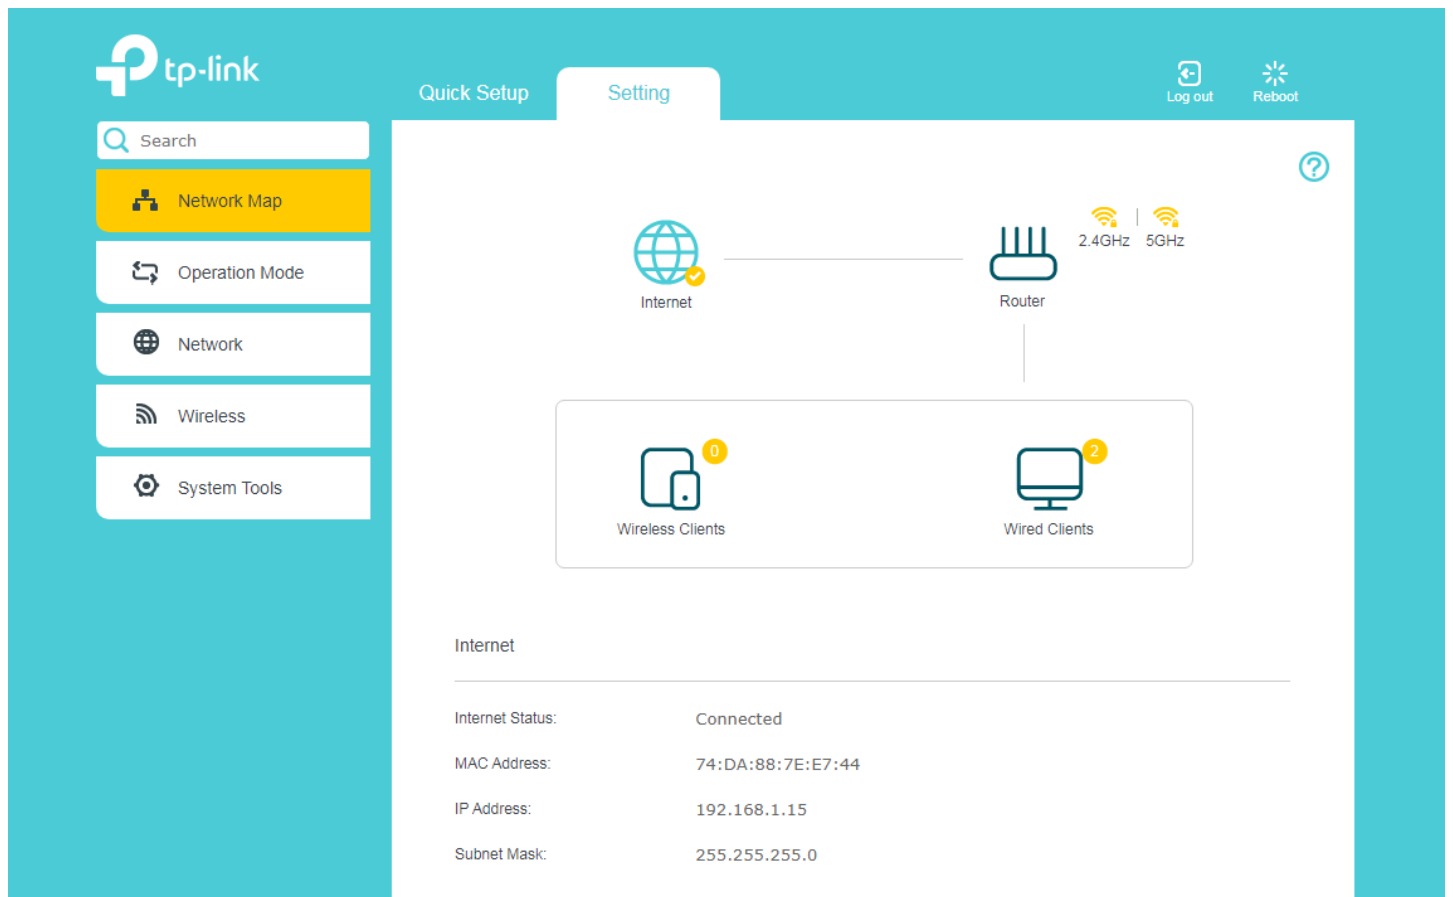 tp-link
Quick Setup
Setting
Log out
Reboot
Search
Network Map
Operation Mode
Network
Wireless
System Tools
?
2.4GHz | 5GHz
Internet
Router
0
2
Wireless Clients
Wired Clients
Internet
Internet Status: Connected
MAC Address: 74:DA:88:7E:E7:44
IP Address: 192.168.1.15
Subnet Mask: 255.255.255.0